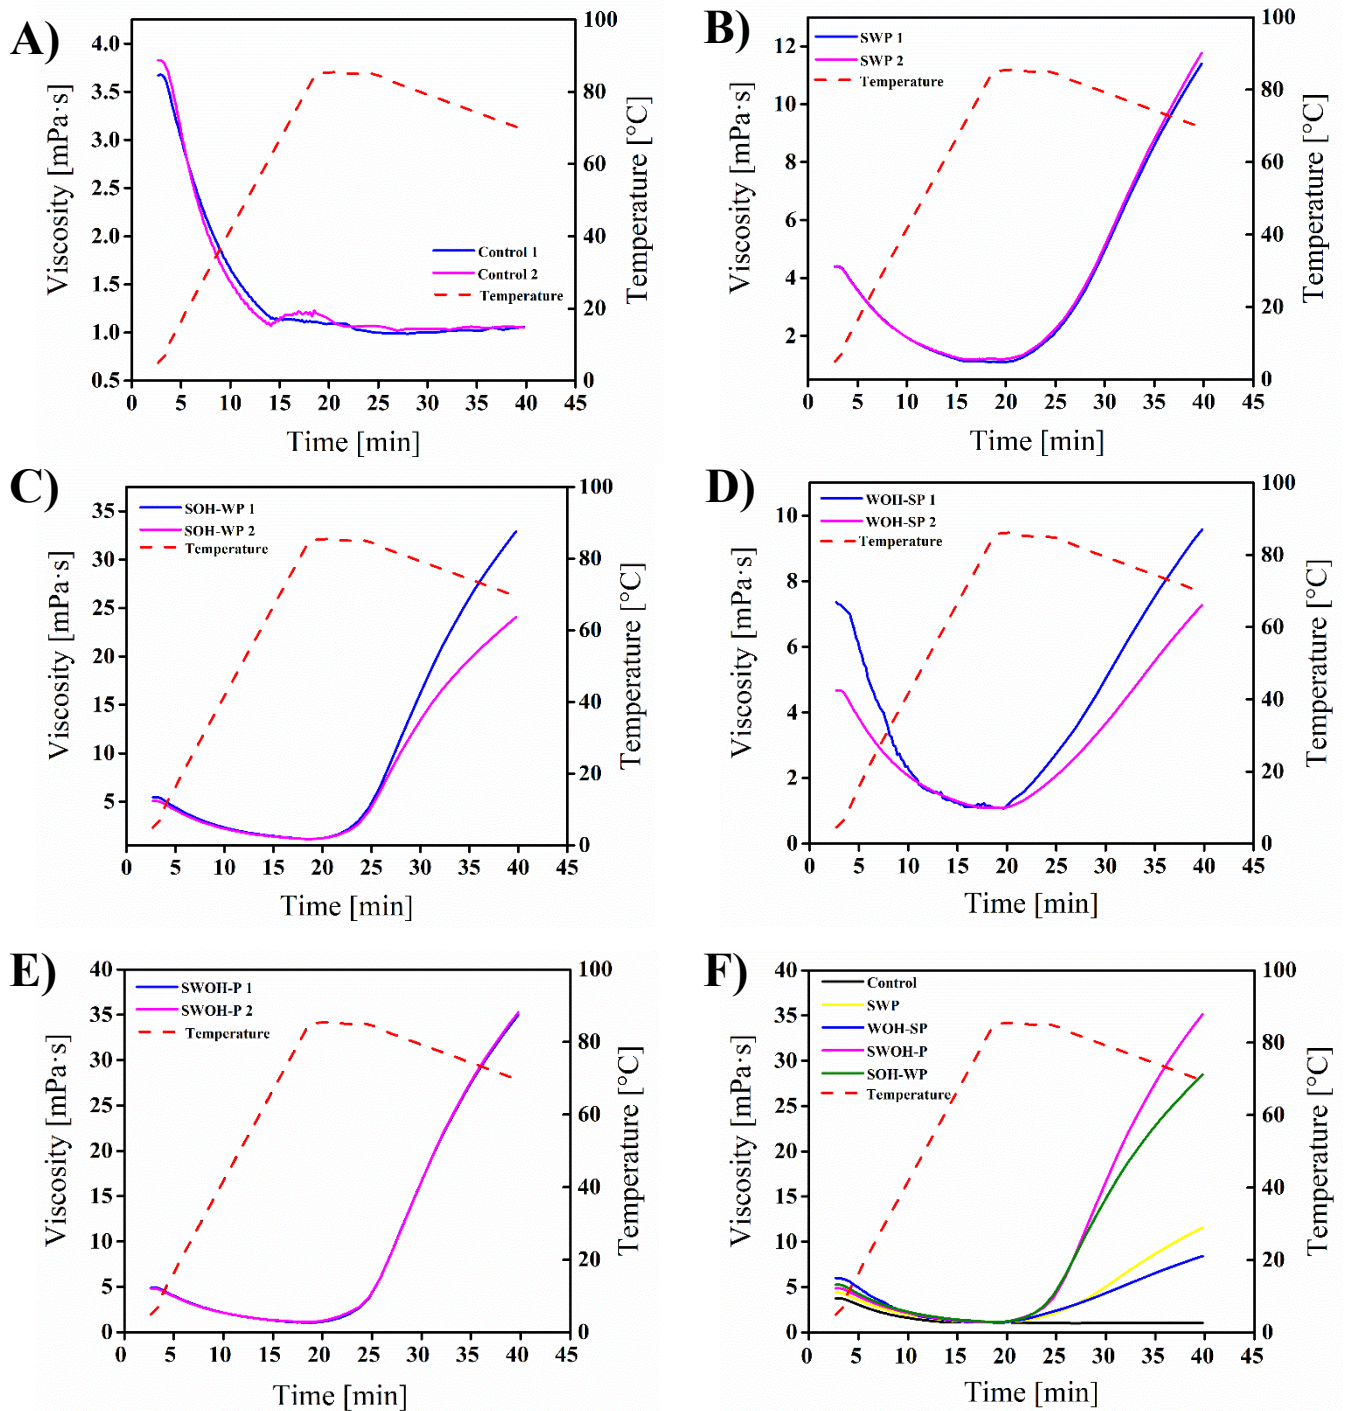 A)
4.0
3.5
3.0
2.5
2.0
1.5
1.0
0.5
Viscosity [mPa·s]
100
80
60
40
20
0
Temperature [°C]
Control 1
Control 2
Temperature
0 5 10 15 20 25 30 35 40 45
Time [min]
B)
12
10
8
6
4
2
Viscosity [mPa·s]
SWP 1
SWP 2
Temperature
100
80
60
40
20
0
Temperature [°C]
0 5 10 15 20 25 30 35 40 45
Time [min]
C)
35
30
25
20
15
10
5
Viscosity [mPa·s]
SOH-WP 1
SOH-WP 2
Temperature
100
80
60
40
20
0
Temperature [°C]
0 5 10 15 20 25 30 35 40 45
Time [min]
D)
10
8
6
4
2
0
Viscosity [mPa·s]
WOH-SP 1
WOH-SP 2
Temperature
100
80
60
40
20
0
Temperature [°C]
0 5 10 15 20 25 30 35 40 45
Time [min]
E)
40
35
30
25
20
15
10
5
0
Viscosity [mPa·s]
SWOH-P 1
SWOH-P 2
Temperature
100
80
60
40
20
0
Temperature [°C]
0 5 10 15 20 25 30 35 40 45
Time [min]
F)
40
35
30
25
20
15
10
5
0
Viscosity [mPa·s]
Control
SWP
WOH-SP
SWOH-P
SOH-WP
Temperature
100
80
60
40
20
0
Temperature [°C]
0 5 10 15 20 25 30 35 40 45
Time [min]